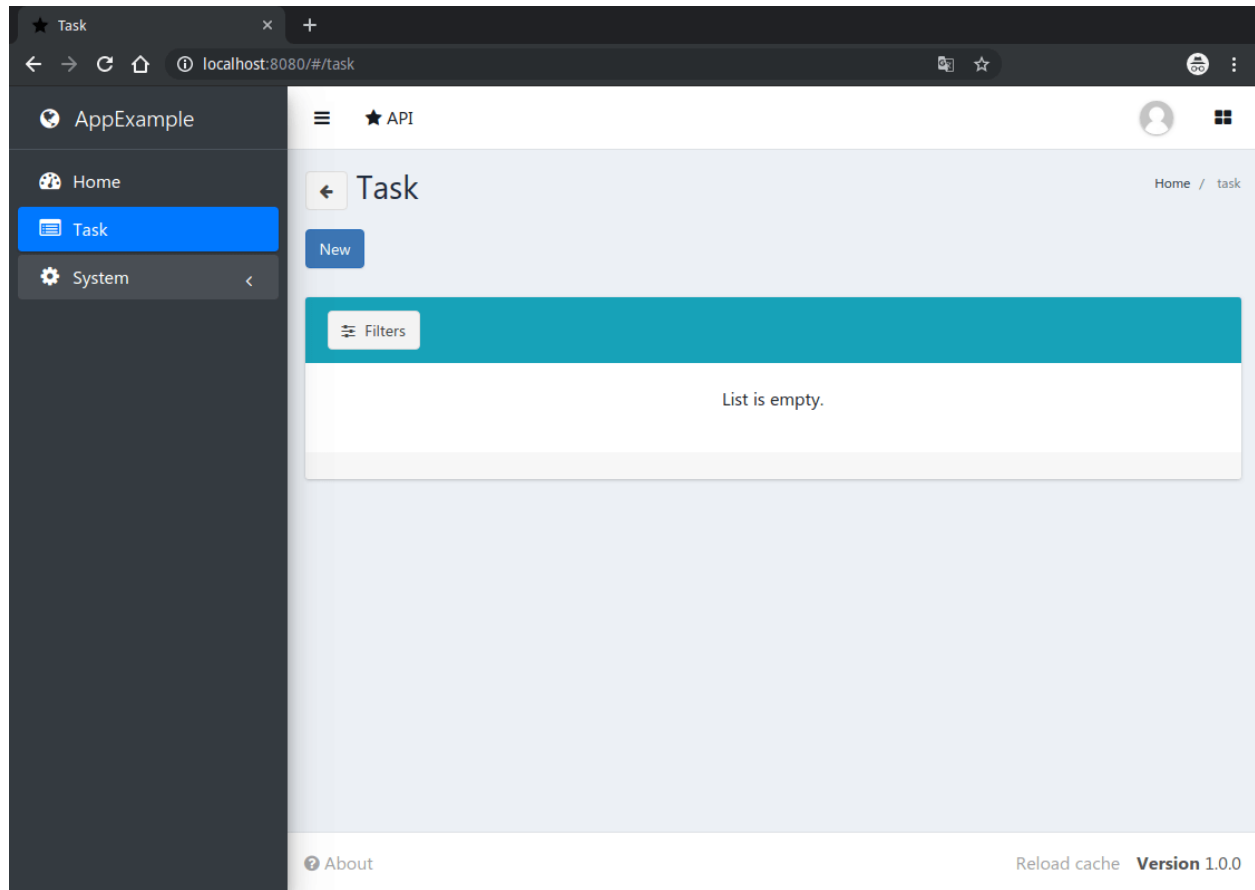 Task
localhost:8080/#/task
AppExample
API
Home
Task
System
Task
Home / task
New
Filters
List is empty.
About
Reload cache Version 1.0.0